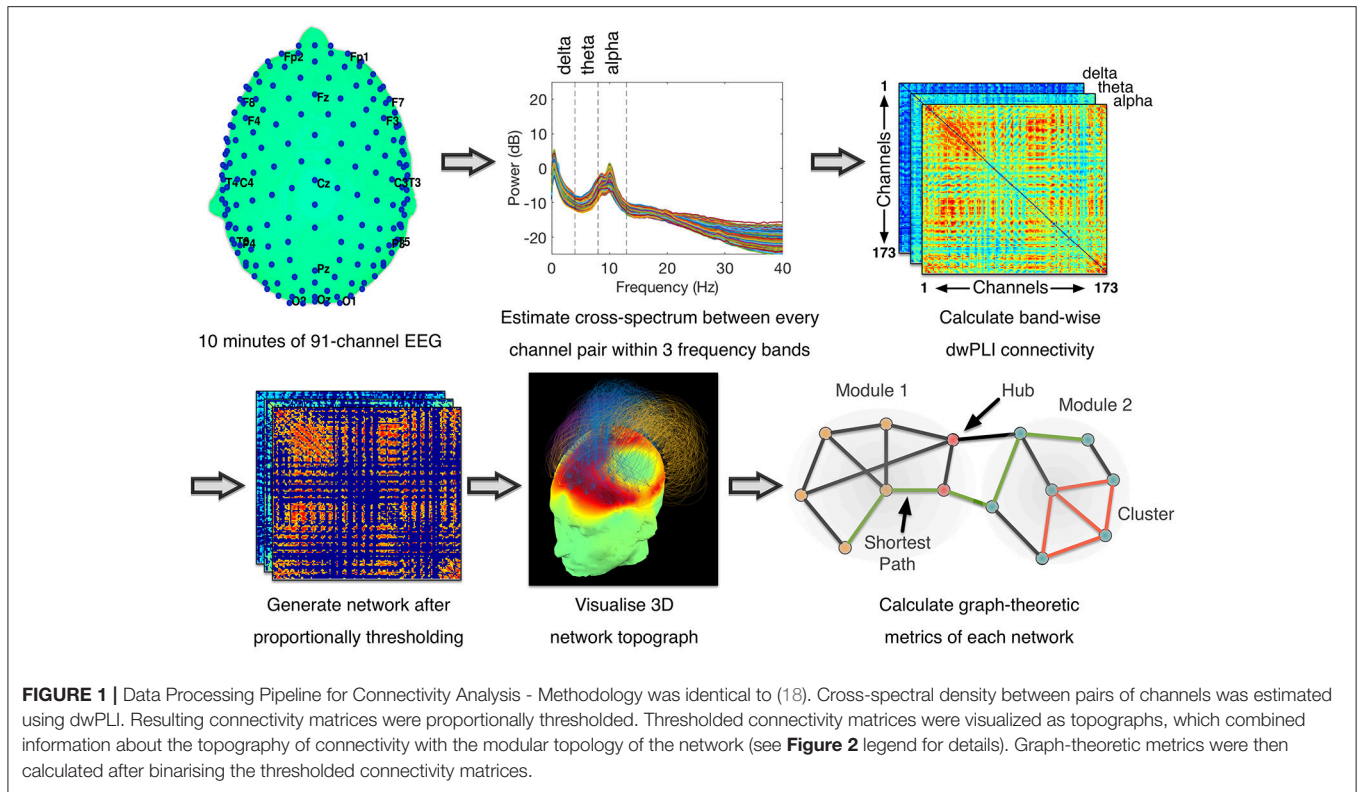 Fp2
Fp1
Fz
F8
F7
F4
F3
T4
C4
Cz
C3
T3
Pz
O2
Oz
O1
10 minutes of 91-channel EEG
delta
theta
alpha
Power (dB)
20
10
0
-10
-20
0
10
20
30
40
Frequency (Hz)
Estimate cross-spectrum between every
channel pair within 3 frequency bands
delta
theta
alpha
1
Channels
173
1
Channels
173
Calculate band-wise
dwPLI connectivity
Generate network after
proportionally thresholding
Visualise 3D
network topograph
Module 1
Hub
Module 2
Cluster
Shortest
Path
Calculate graph-theoretic
metrics of each network
FIGURE 1 | Data Processing Pipeline for Connectivity Analysis - Methodology was identical to (18). Cross-spectral density between pairs of channels was estimated
using dwPLI. Resulting connectivity matrices were proportionally thresholded. Thresholded connectivity matrices were visualized as topographs, which combined
information about the topography of connectivity with the modular topology of the network (see Figure 2 legend for details). Graph-theoretic metrics were then
calculated after binarising the thresholded connectivity matrices.